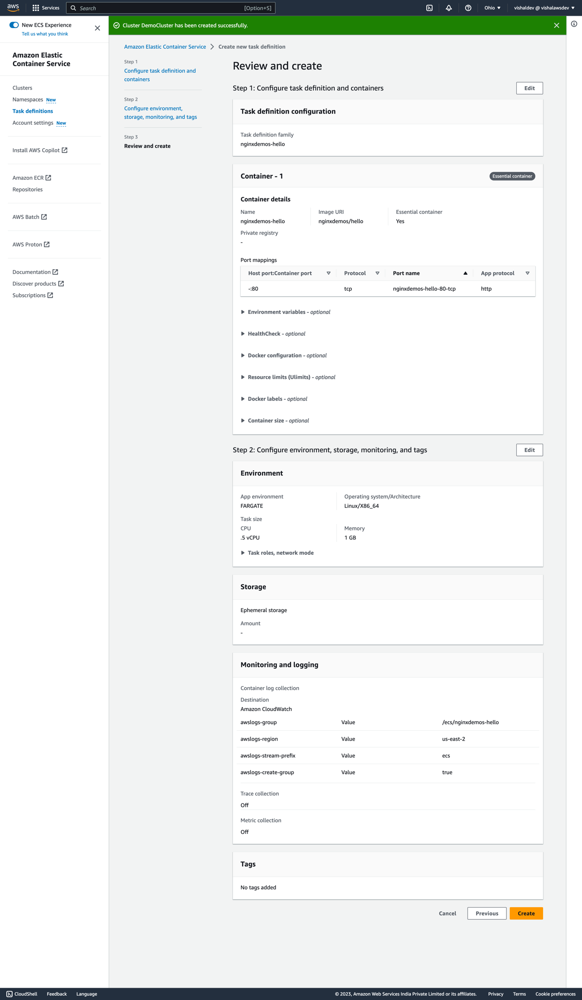 aws
Services
Search
[Option+S]
Ohio ▼
vishaldev @ vishalawsdev ▼
New ECS Experience
Tell us what you think
Cluster DemoCluster has been created successfully.
Amazon Elastic
Container Service
Clusters
Namespaces New
Task definitions
Account settings New
Install AWS Copilot
Amazon ECR
Repositories
AWS Batch
AWS Proton
Documentation
Discover products
Subscriptions
Amazon Elastic Container Service > Create new task definition
Step 1
Configure task definition and
containers
Step 2
Configure environment,
storage, monitoring, and tags
Step 3
Review and create
Review and create
Step 1: Configure task definition and containers
Edit
Task definition configuration
Task definition family
nginxdemos-hello
Container - 1
Essential container
Container details
Name Image URI Essential container
nginxdemos-hello nginxdemos/hello Yes
Private registry
-
Port mappings
Host port:Container port Protocol Port name App protocol
-:80 tcp nginxdemos-hello-80-tcp http
Environment variables - optional
HealthCheck - optional
Docker configuration - optional
Resource limits (Ulimits) - optional
Docker labels - optional
Container size - optional
Step 2: Configure environment, storage, monitoring, and tags
Edit
Environment
App environment Operating system/Architecture
FARGATE Linux/X86_64
Task size
CPU Memory
.5 vCPU 1 GB
Task roles, network mode
Storage
Ephemeral storage
Amount
-
Monitoring and logging
Container log collection
Destination
Amazon CloudWatch
awslogs-group Value /ecs/nginxdemos-hello
awslogs-region Value us-east-2
awslogs-stream-prefix Value ecs
awslogs-create-group Value true
Trace collection
Off
Metric collection
Off
Tags
No tags added
Cancel Previous Create
CloudShell Feedback Language
© 2023, Amazon Web Services India Private Limited or its affiliates. Privacy Terms Cookie preferences